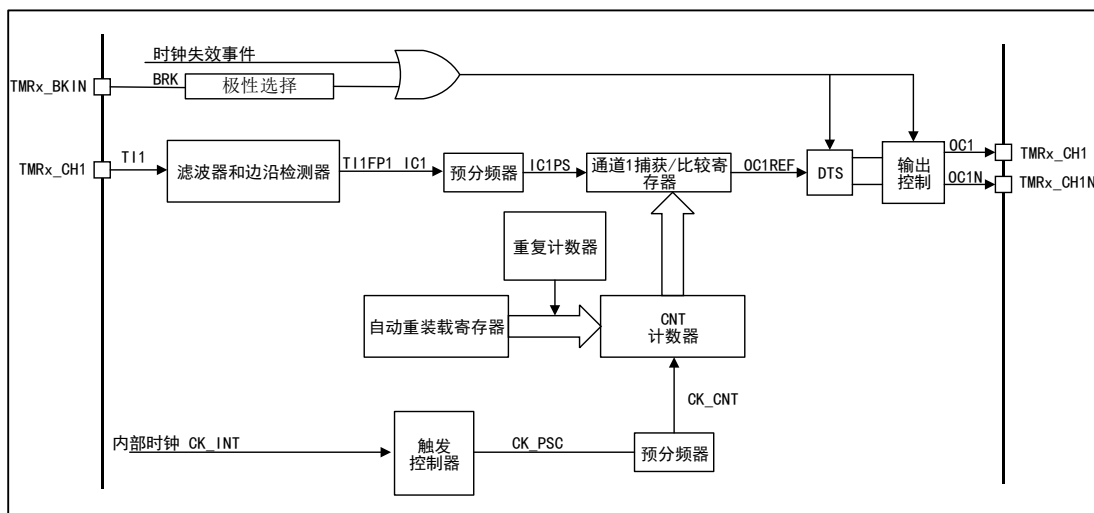 时钟失效事件
TMRx_BKIN
BRK
极性选择
TMRx_CH1
TI1
滤波器和边沿检测器
TI1FP1 IC1
预分频器
IC1PS
通道1捕获/比较寄
存器
OC1REF
DTS
输出
控制
OC1
TMRx_CH1
OC1N
TMRx_CH1N
重复计数器
自动重装载寄存器
CNT
计数器
CK_CNT
内部时钟 CK_INT
触发
控制器
CK_PSC
预分频器